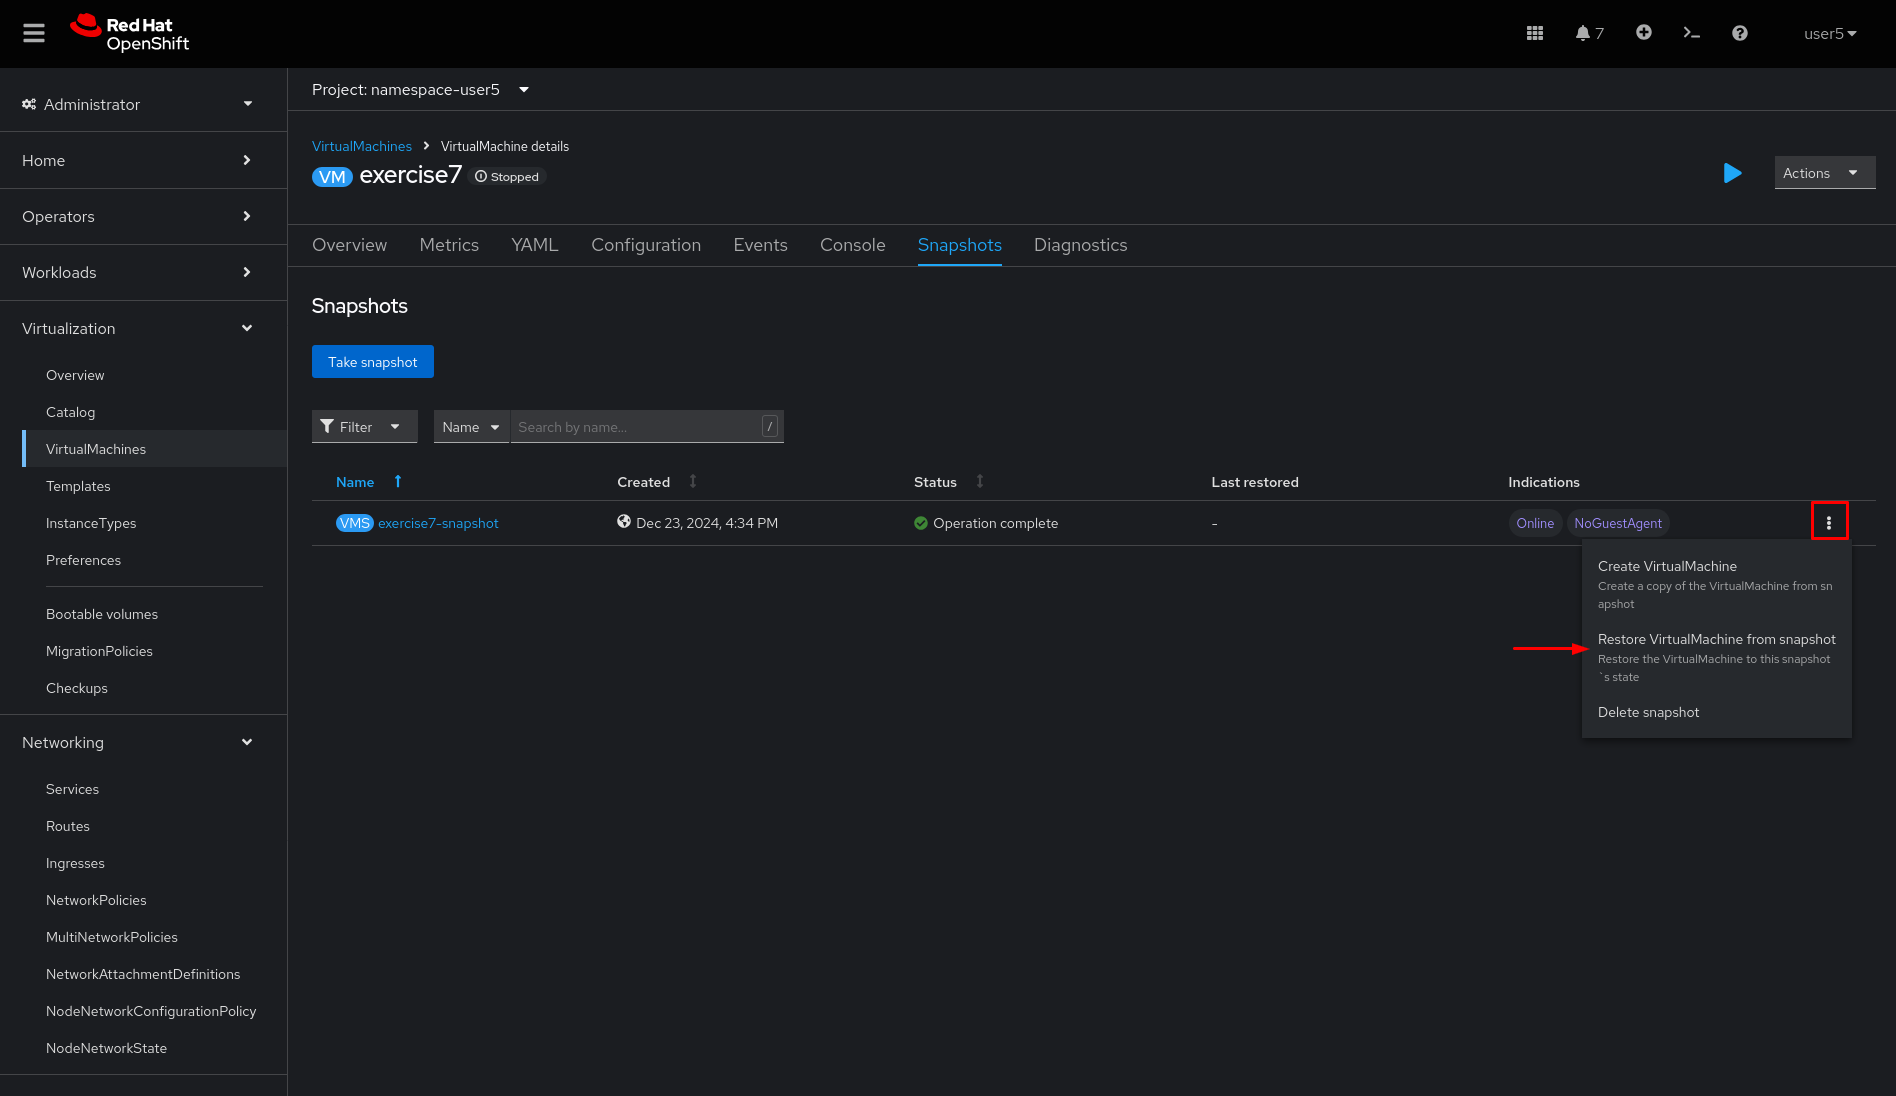 Red Hat
OpenShift
7
user5
Administrator
Home
Operators
Workloads
Virtualization
Overview
Catalog
VirtualMachines
Templates
InstanceTypes
Preferences
Bootable volumes
MigrationPolicies
Checkups
Networking
Services
Routes
Ingresses
NetworkPolicies
MultiNetworkPolicies
NetworkAttachmentDefinitions
NodeNetworkConfigurationPolicy
NodeNetworkState
Project: namespace-user5
VirtualMachines VirtualMachine details
VM exercise7 Stopped
Actions
Overview Metrics YAML Configuration Events Console Snapshots Diagnostics
Snapshots
Take snapshot
Filter Name Search by name... /
Name Created Status Last restored Indications
VMS exercise7-snapshot Dec 23, 2024, 4:34 PM Operation complete - Online NoGuestAgent
Create VirtualMachine
Create a copy of the VirtualMachine from sn
apshot
Restore VirtualMachine from snapshot
Restore the VirtualMachine to this snapshot
`s state
Delete snapshot